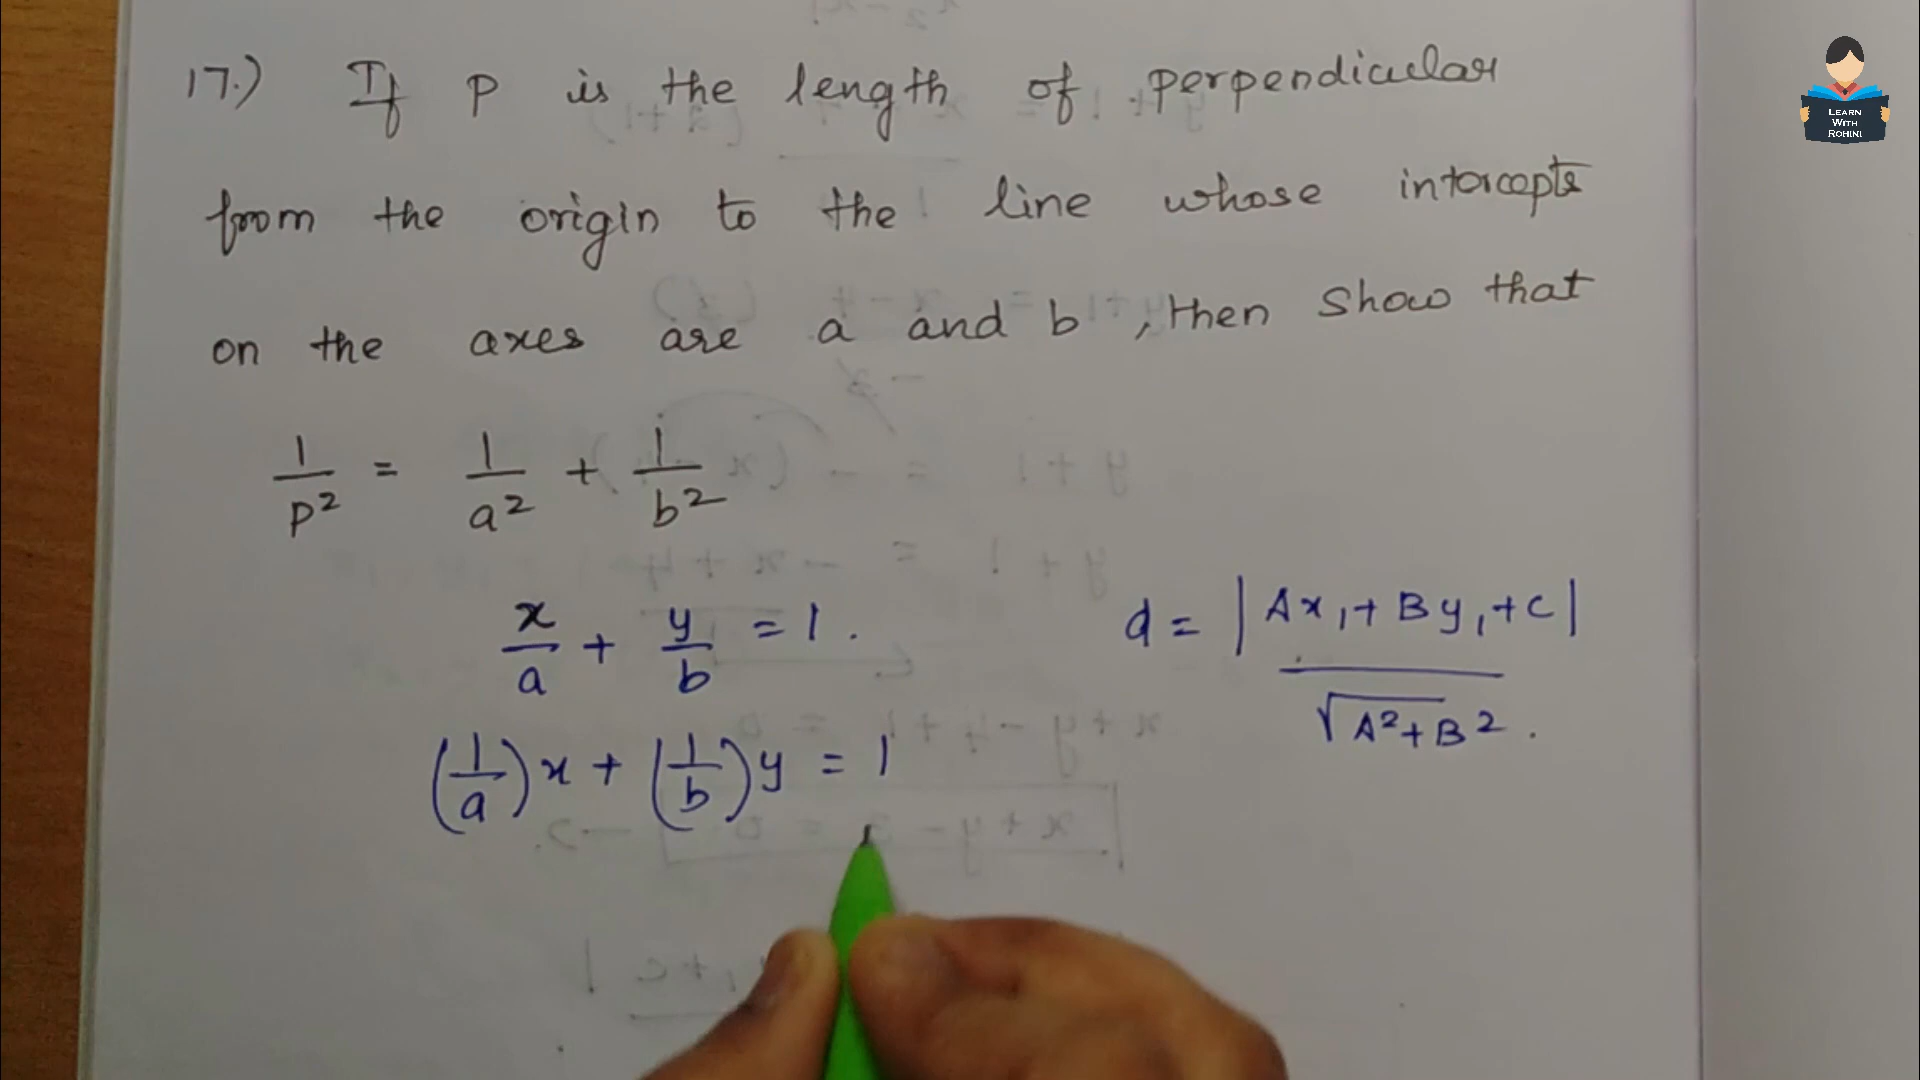 17.) If P is the length of perpendicular
from the origin to the line whose intercepts
on the axes are a and b, then show that
1/P² = 1/a² + 1/b²
x/a + y/b = 1.
(1/a)x + (1/b)y = 1
d = |Ax₁ + By₁ + C| / √A²+B².
LEARN
WITH
ROHINI